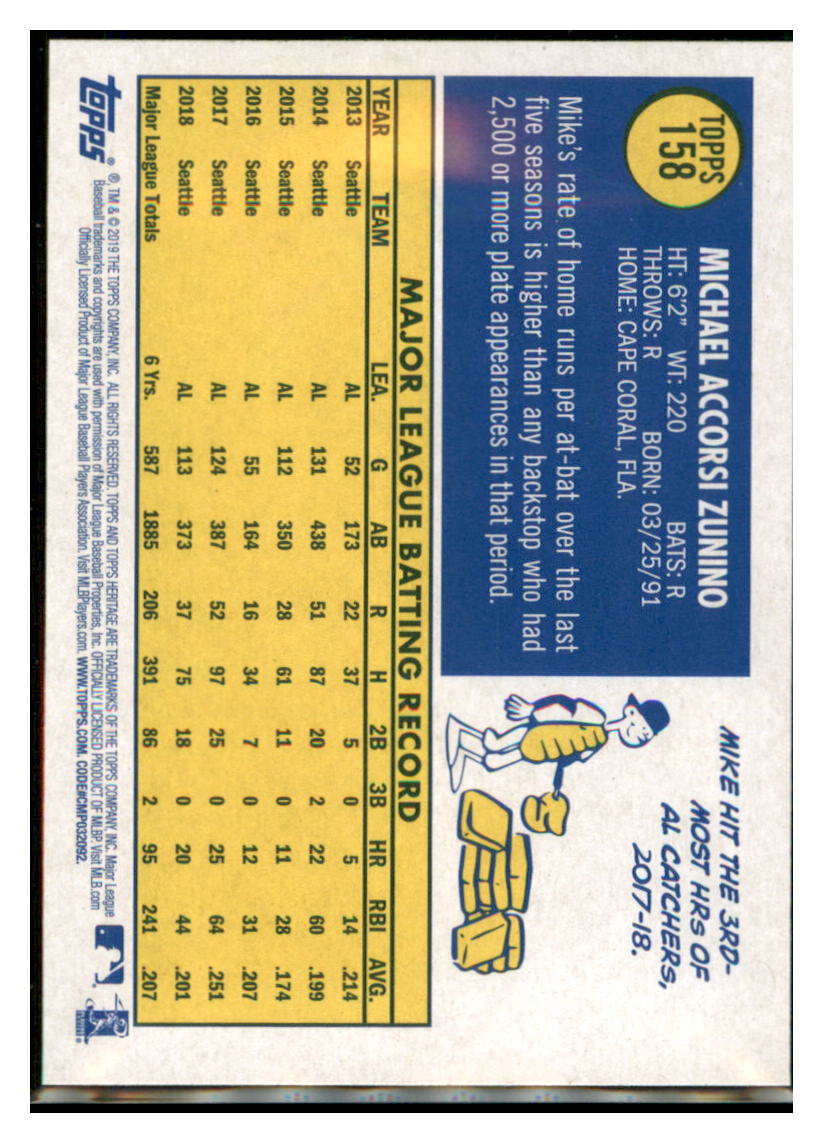 TOPPS
158
MICHAEL ACCORSI ZUNINO
HT: 6'2" WT: 220 BATS: R
THROWS: R BORN: 03/25/91
HOME: CAPE CORAL, FLA.
Mike's rate of home runs per at-bat over the last
five seasons is higher than any backstop who had
2,500 or more plate appearances in that period.
MIKE HIT THE 3RD-
MOST HRs OF
AL CATCHERS,
2017-18.
MAJOR LEAGUE BATTING RECORD
YEAR TEAM LEA. G AB R H 2B 3B HR RBI AVG.
2013 Seattle AL 52 173 22 37 5 0 5 14 .214
2014 Seattle AL 131 438 51 87 20 2 22 60 .199
2015 Seattle AL 112 350 28 61 11 0 11 28 .174
2016 Seattle AL 55 164 16 34 7 0 12 31 .207
2017 Seattle AL 124 387 52 97 25 0 25 64 .251
2018 Seattle AL 113 373 37 75 18 0 20 44 .201
Major League Totals 6 Yrs. 587 1885 206 391 86 2 95 241 .207
topps®
®, TM & © 2019 THE TOPPS COMPANY, INC. ALL RIGHTS RESERVED. TOPPS AND TOPPS HERITAGE ARE TRADEMARKS OF THE TOPPS COMPANY, INC. Major League
Baseball trademarks and copyrights are used with permission of Major League Baseball Properties, Inc. OFFICIALLY LICENSED PRODUCT OF MLBP. Visit MLB.com
Officially Licensed Product of Major League Baseball Players Association. Visit MLBPlayers.com. WWW.TOPPS.COM. CODE#CMP032092.